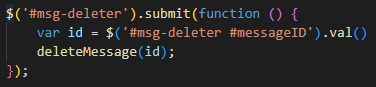 $('#msg-deleter').submit(function () {
    var id = $('#msg-deleter #messageID').val()
    deleteMessage(id);
});